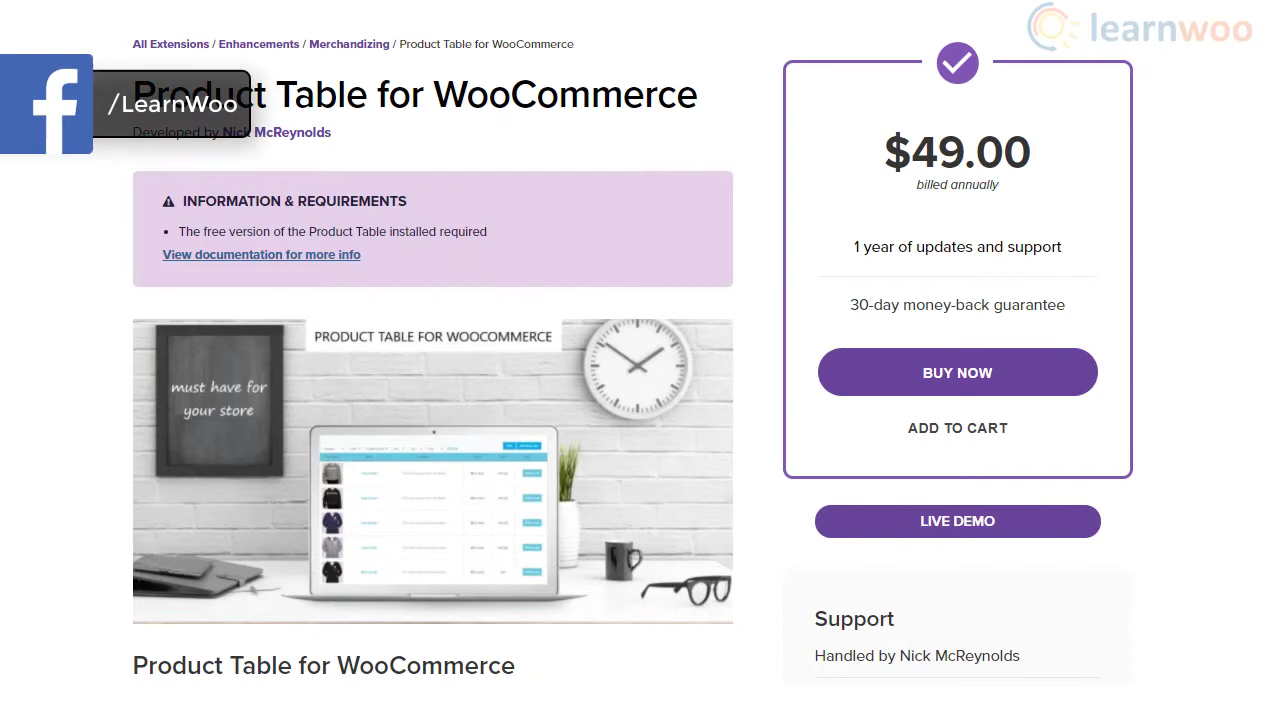 learnwoo
All Extensions / Enhancements / Merchandizing / Product Table for WooCommerce
Product Table for WooCommerce
/LearnWoo
Developed by Nick McReynolds
INFORMATION & REQUIREMENTS
• The free version of the Product Table installed required
View documentation for more info
PRODUCT TABLE FOR WOOCOMMERCE
must have for
your store
Product Table for WooCommerce
$49.00
billed annually
1 year of updates and support
30-day money-back guarantee
BUY NOW
ADD TO CART
LIVE DEMO
Support
Handled by Nick McReynolds